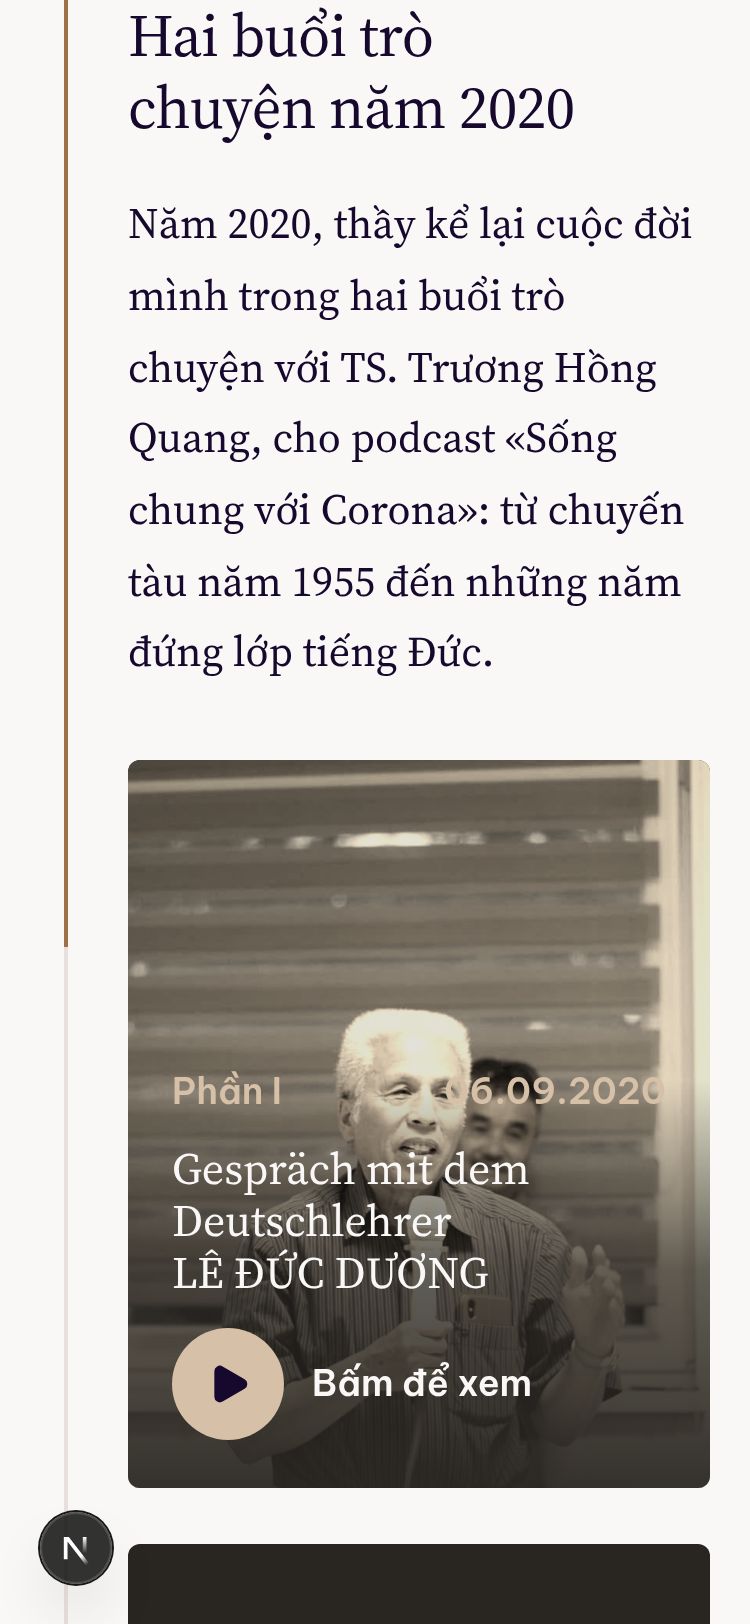 Hai buổi trò
chuyện năm 2020
Năm 2020, thầy kể lại cuộc đời
mình trong hai buổi trò
chuyện với TS. Trương Hồng
Quang, cho podcast «Sống
chung với Corona»: từ chuyến
tàu năm 1955 đến những năm
đứng lớp tiếng Đức.
Phần I 06.09.2020
Gespräch mit dem
Deutschlehrer
LÊ ĐỨC DƯƠNG
Bấm để xem
N